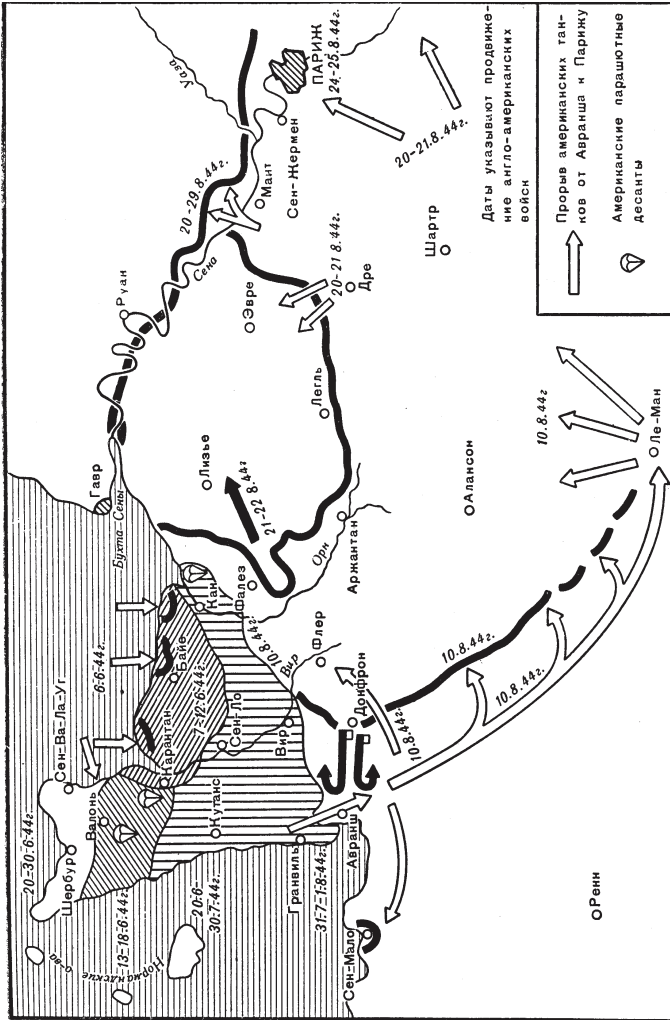 20-30.6.44г.
Шербур
Сен-Ва-ла-Уг
Валонь
13-18.6.44г.
Нормандские о-ва
20.6-
30.7.44г.
6.6.44г.
Карантан
Байе
7-12.6.44г.
Сен-Ло
Кутанс
Гранвиль
31.7-1.8.44г.
Авранш
Сен-Мало
Ренн
Вир
Вир
Кан
10.8.44г.
Фалез
Флер
Донфрон
10.8.44г.
10.8.44г.
10.8.44г.
Орн
Аржантан
Алансон
10.8.44г
Ле-Ман
Бухта Сены
Гавр
Лизье
21-22 8.44г
Легль
Руан
Сена
Эвре
20-21 8.44г.
Дре
Шартр
20-29.8.44г.
Мант
Сен-Жермен
Уаза
ПАРИЖ
24-25.8.44г.
20-21.8.44г.
Даты указывают продвиже-
ние англо-американских
войск
Прорыв американских тан-
ков от Авранша к Парижу
Американские парашютные
десанты